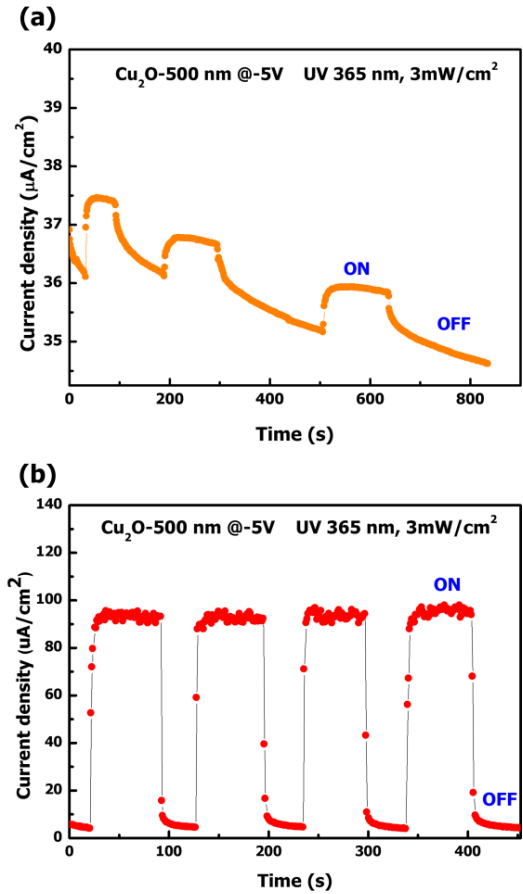 (a)
Cu₂O-500 nm @-5V UV 365 nm, 3mW/cm²
Current density (μA/cm²)
40
39
38
37
36
35
ON
OFF
0 200 400 600 800
Time (s)
(b)
Cu₂O-500 nm @-5V UV 365 nm, 3mW/cm²
Current density (uA/cm²)
140
120
100
80
60
40
20
0
ON
OFF
0 100 200 300 400
Time (s)